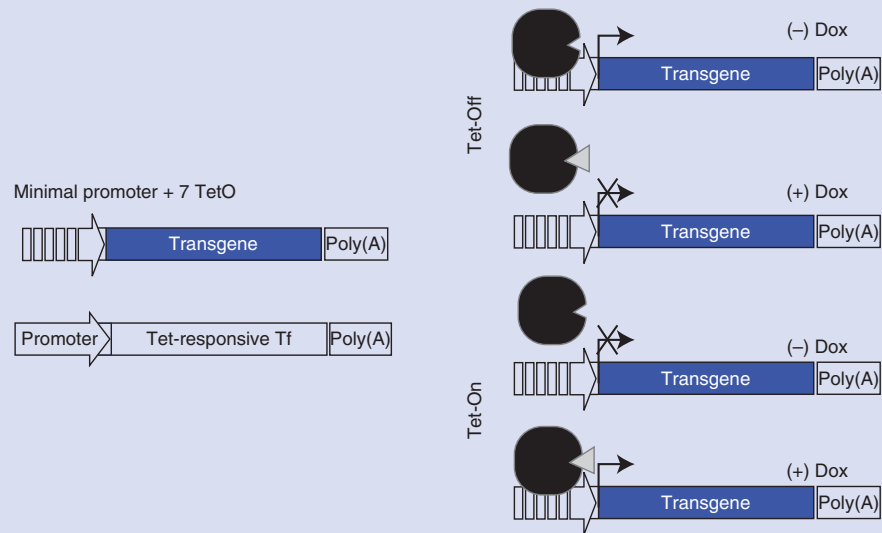 Minimal promoter + 7 TetO
Transgene
Poly(A)
Promoter
Tet-responsive Tf
Poly(A)
Tet-Off
(–) Dox
Transgene
Poly(A)
(+) Dox
Transgene
Poly(A)
Tet-On
(–) Dox
Transgene
Poly(A)
(+) Dox
Transgene
Poly(A)